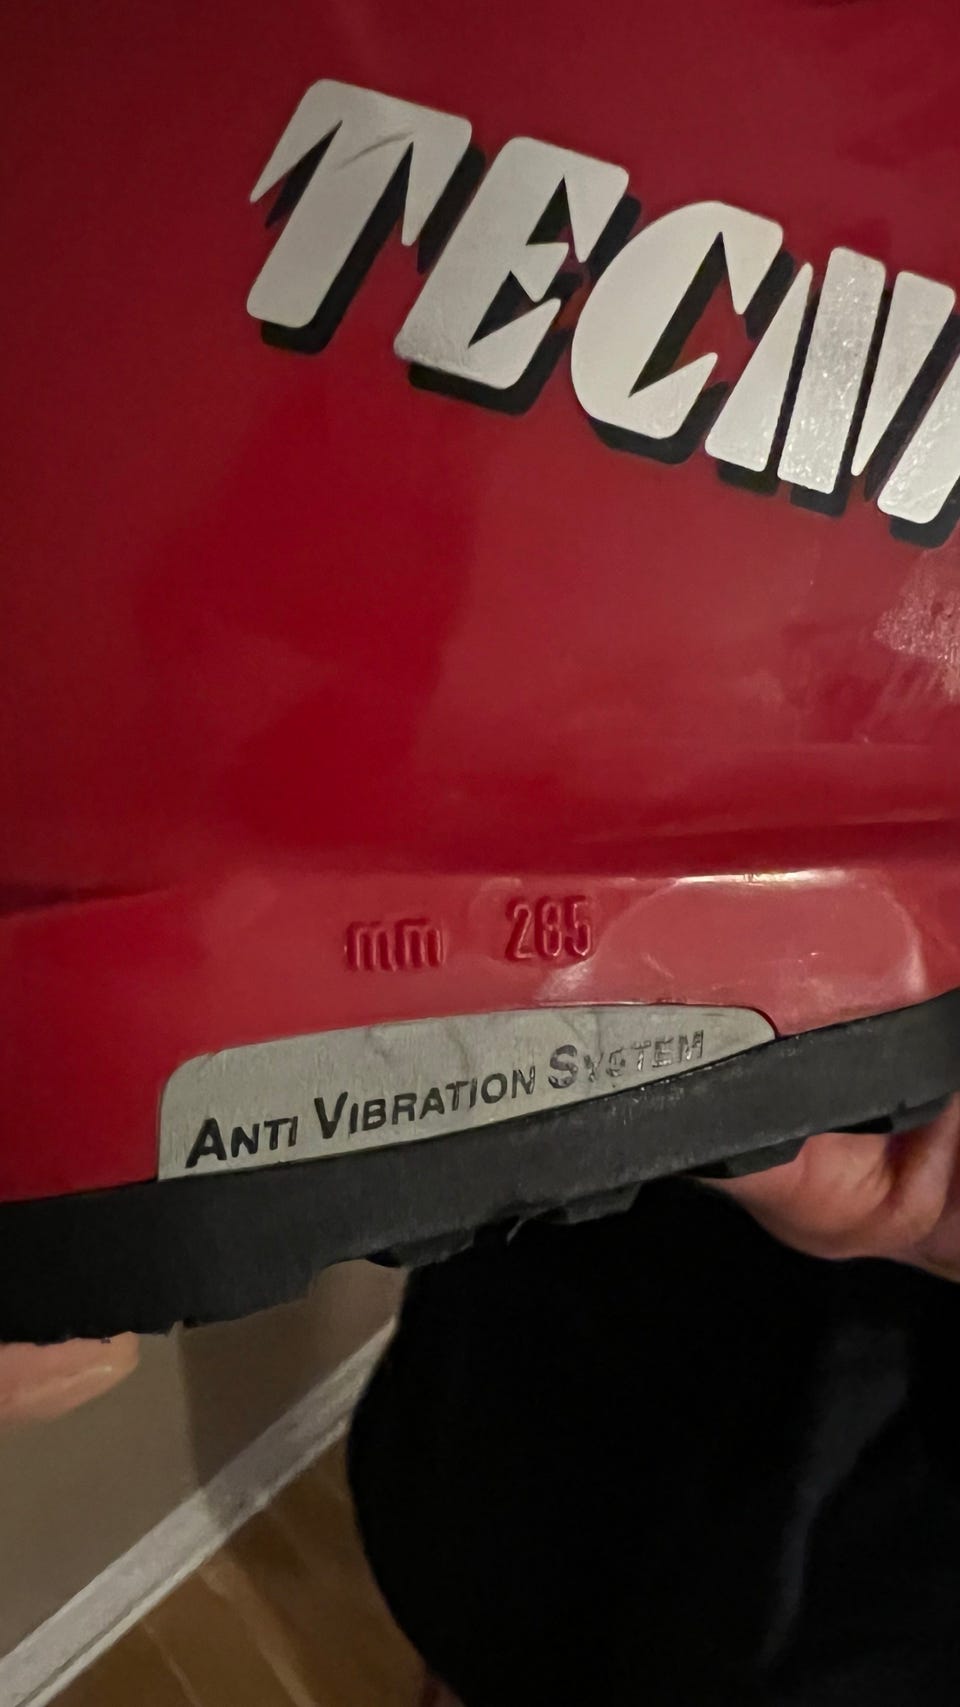 TECN
mm 285
ANTI VIBRATION SYSTEM